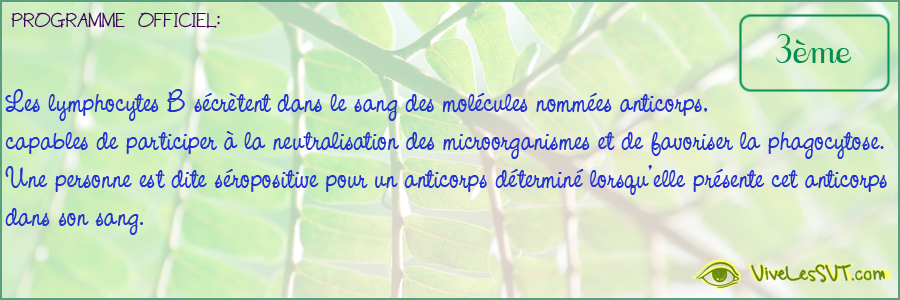 PROGRAMME OFFICIEL:
3ème
Les lymphocytes B sécrètent dans le sang des molécules nommées anticorps,
capables de participer à la neutralisation des microorganismes et de favoriser la phagocytose.
Une personne est dite séropositive pour un anticorps déterminé lorsqu'elle présente cet anticorps
dans son sang.
ViveLesSVT.com